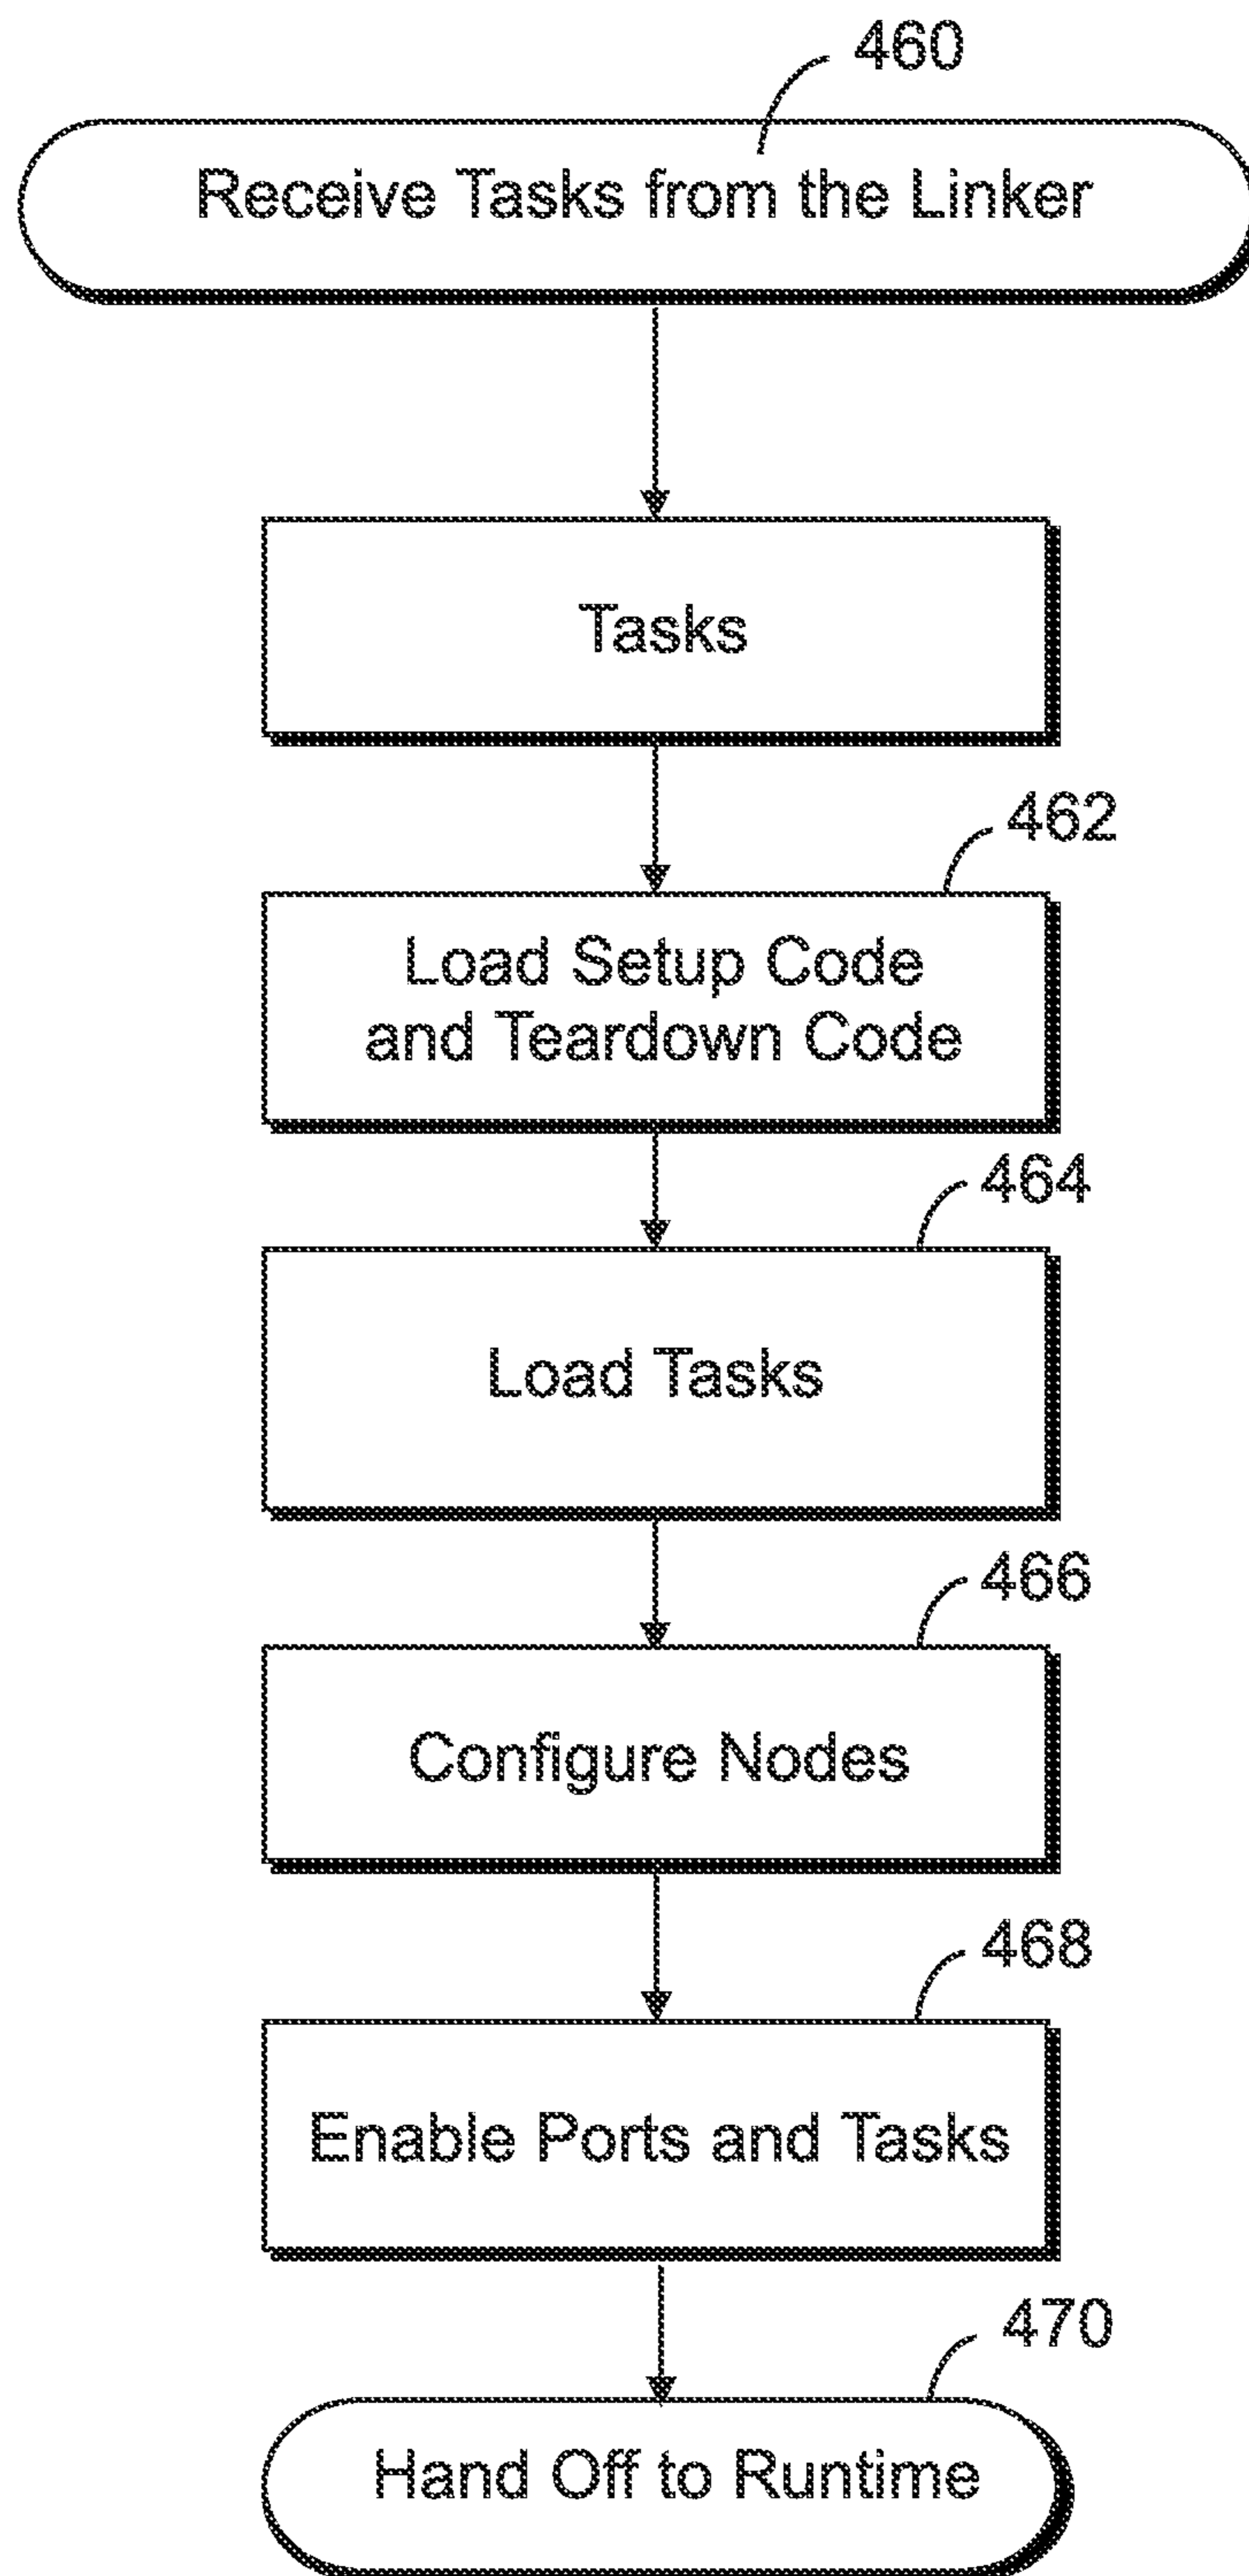 460
Receive Tasks from the Linker
Tasks
462
Load Setup Code
and Teardown Code
464
Load Tasks
466
Configure Nodes
468
Enable Ports and Tasks
470
Hand Off to Runtime